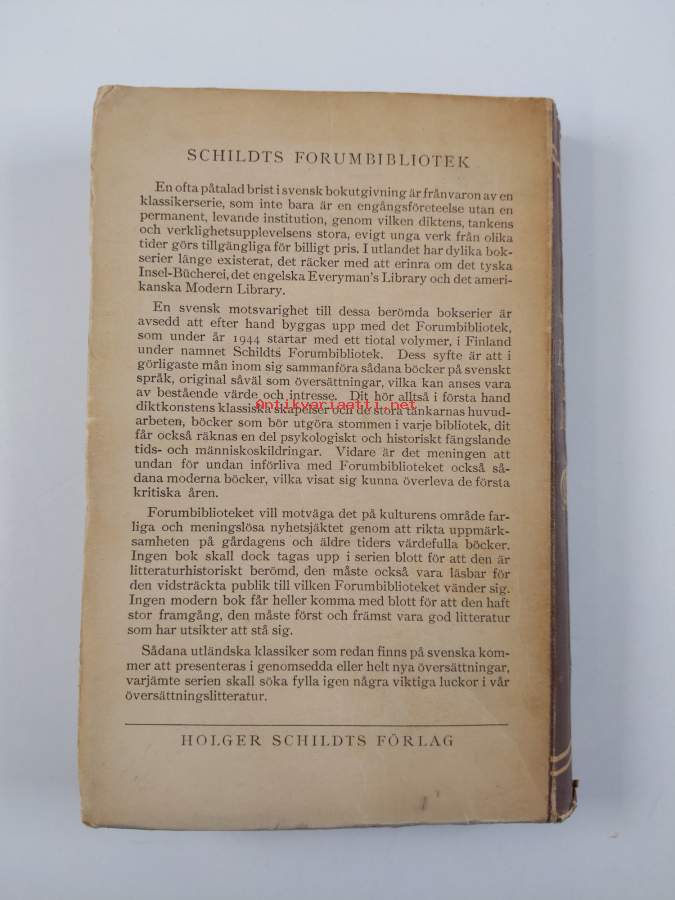 SCHILDTS FORUMBIBLIOTEK
En ofta påtalad brist i svensk bokutgivning är frånvaron av en
klassikerserie, som inte bara är en engångsföreteelse utan en
permanent, levande institution, genom vilken diktens, tankens
och verklighetsupplevelsens stora, evigt unga verk från olika
tider görs tillgängliga för billigt pris. I utlandet har dylika bok-
serier länge existerat, det räcker med att erinra om det tyska
Insel-Bücherei, det engelska Everyman's Library och det ameri-
kanska Modern Library.
En svensk motsvarighet till dessa berömda bokserier är
avsedd att efter hand byggas upp med det Forumbibliotek,
som under år 1944 startar med ett tiotal volymer, i Finland
under namnet Schildts Forumbibliotek. Dess syfte är att i
görligaste mån inom sig sammanföra sådana böcker på svenskt
språk, original såväl som översättningar, vilka kan anses vara
av bestående värde och intresse. Dit hör alltså i första hand
antikvariaatti.net
diktkonstens klassiska skapelser och de stora tänkarnas huvud-
arbeten, böcker som bör utgöra stommen i varje bibliotek, dit
får också räknas en del psykologiskt och historiskt fängslande
tids- och människoskildringar. Vidare är det meningen att
undan för undan införliva med Forumbiblioteket också så-
dana moderna böcker, vilka visat sig kunna överleva de första
kritiska åren.
Forumbiblioteket vill motväga det på kulturens område far-
liga och meningslösa nyhetsjäktet genom att rikta uppmärk-
samheten på gårdagens och äldre tiders värdefulla böcker.
Ingen bok skall dock tagas upp i serien blott för att den är
litteraturhistoriskt berömd, den måste också vara läsbar för
den vidsträckta publik till vilken Forumbiblioteket vänder sig.
Ingen modern bok får heller komma med blott för att den haft
stor framgång, den måste först och främst vara god litteratur
som har utsikter att stå sig.
Sådana utländska klassiker som redan finns på svenska kom-
mer att presenteras i genomsedda eller helt nya översättningar,
varjämte serien skall söka fylla igen några viktiga luckor i vår
översättningslitteratur.
HOLGER SCHILDTS FÖRLAG